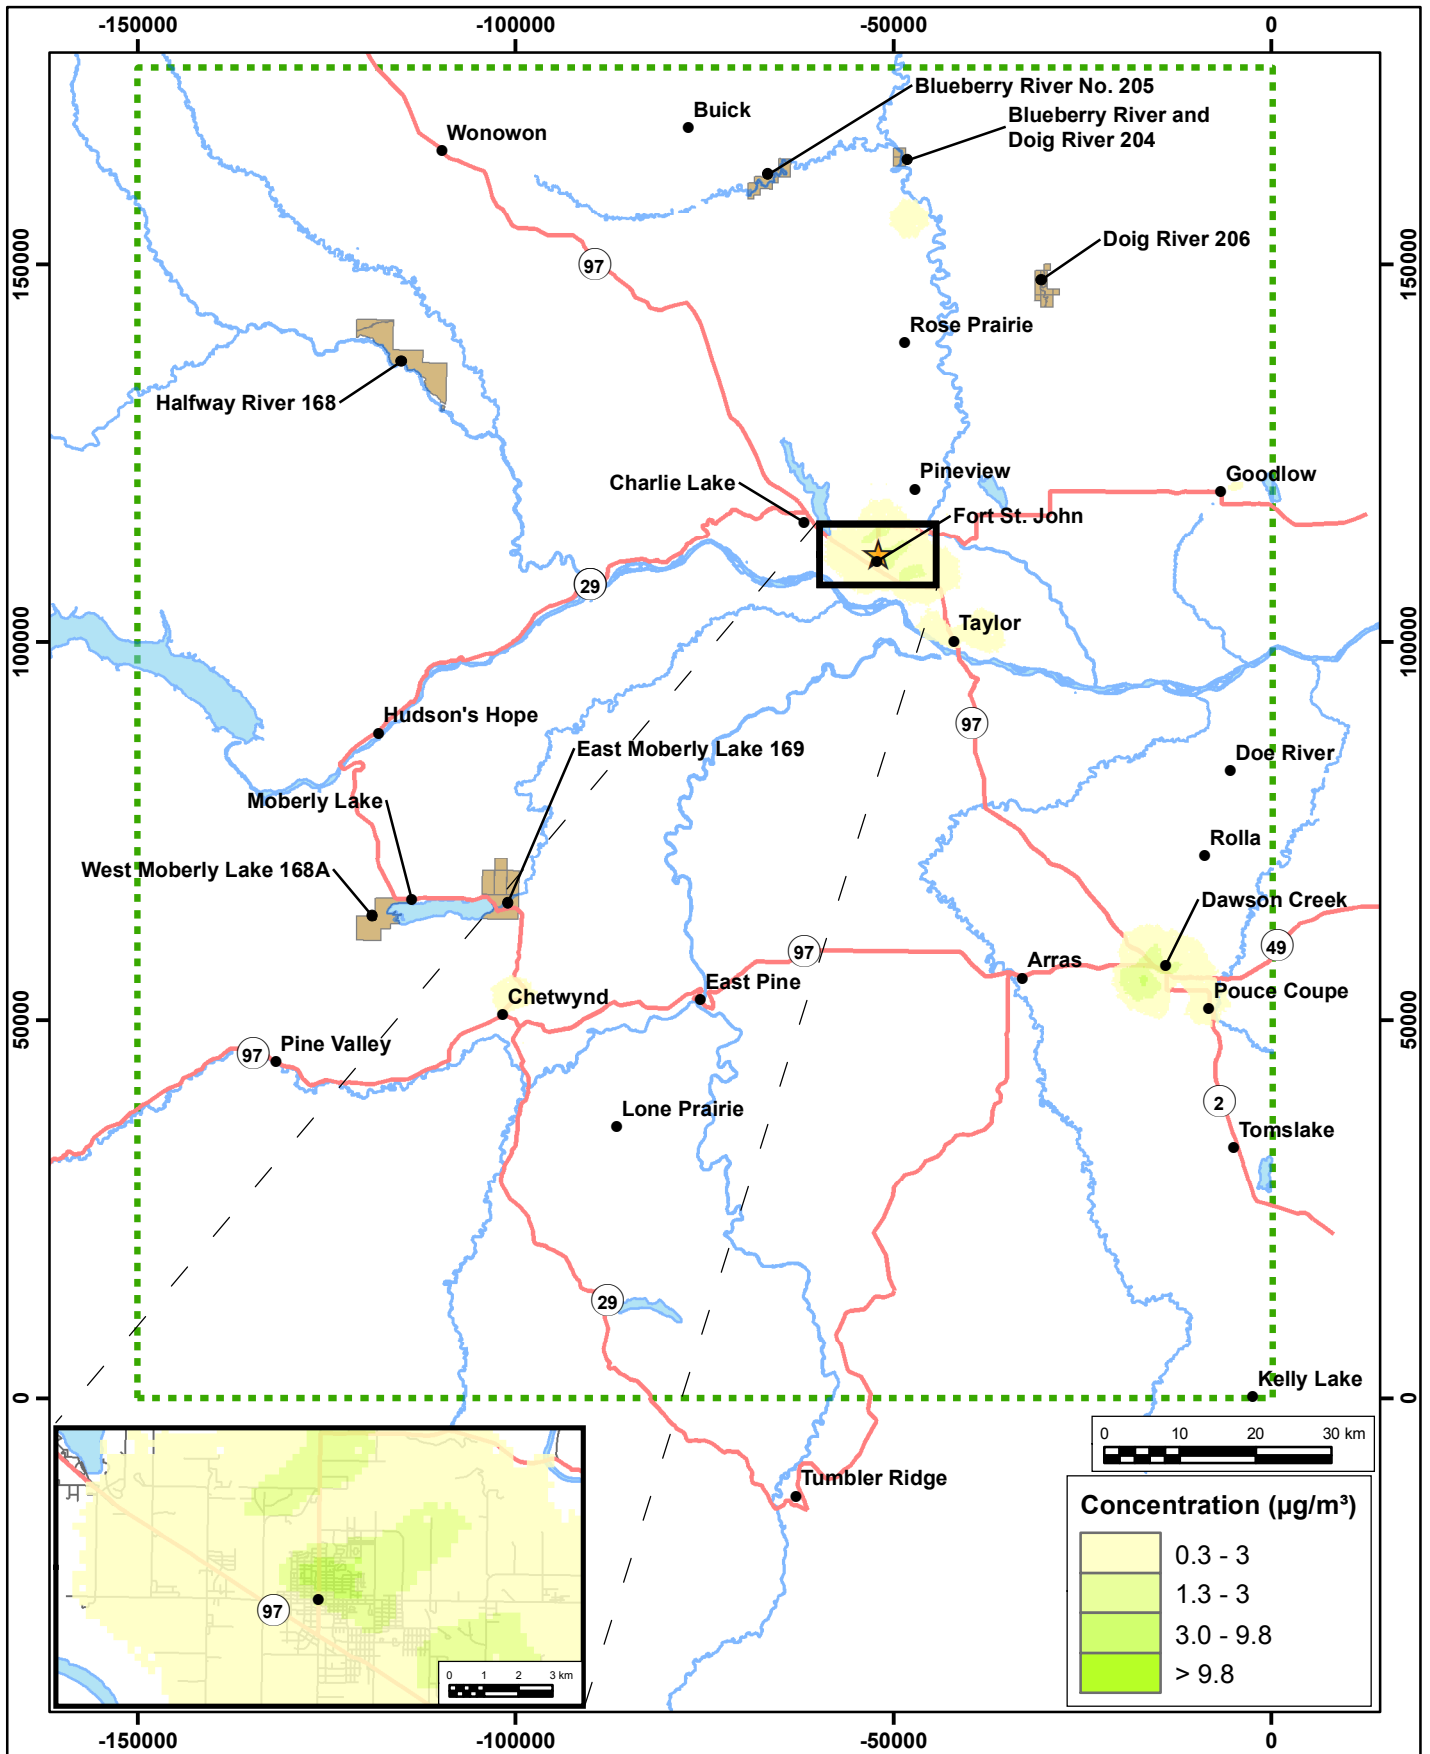 -150000
-100000
-50000
0
Blueberry River No. 205
Buick
Blueberry River and
Doig River 204
Wonowon
150000
150000
Doig River 206
97
Rose Prairie
Halfway River 168
Charlie Lake
Pineview
Goodlow
Fort St. John
29
100000
100000
Taylor
Hudson's Hope
97
East Moberly Lake 169
Doe River
Moberly Lake
Rolla
West Moberly Lake 168A
Dawson Creek
97
49
Arras
East Pine
Chetwynd
Pouce Coupe
50000
50000
Pine Valley
97
2
Lone Prairie
Tomslake
29
Kelly Lake
0
0
0 10 20 30 km
Tumbler Ridge
Concentration (µg/m³)
0.3 - 3
1.3 - 3
3.0 - 9.8
> 9.8
97
0 1 2 3 km
-150000
-100000
-50000
0